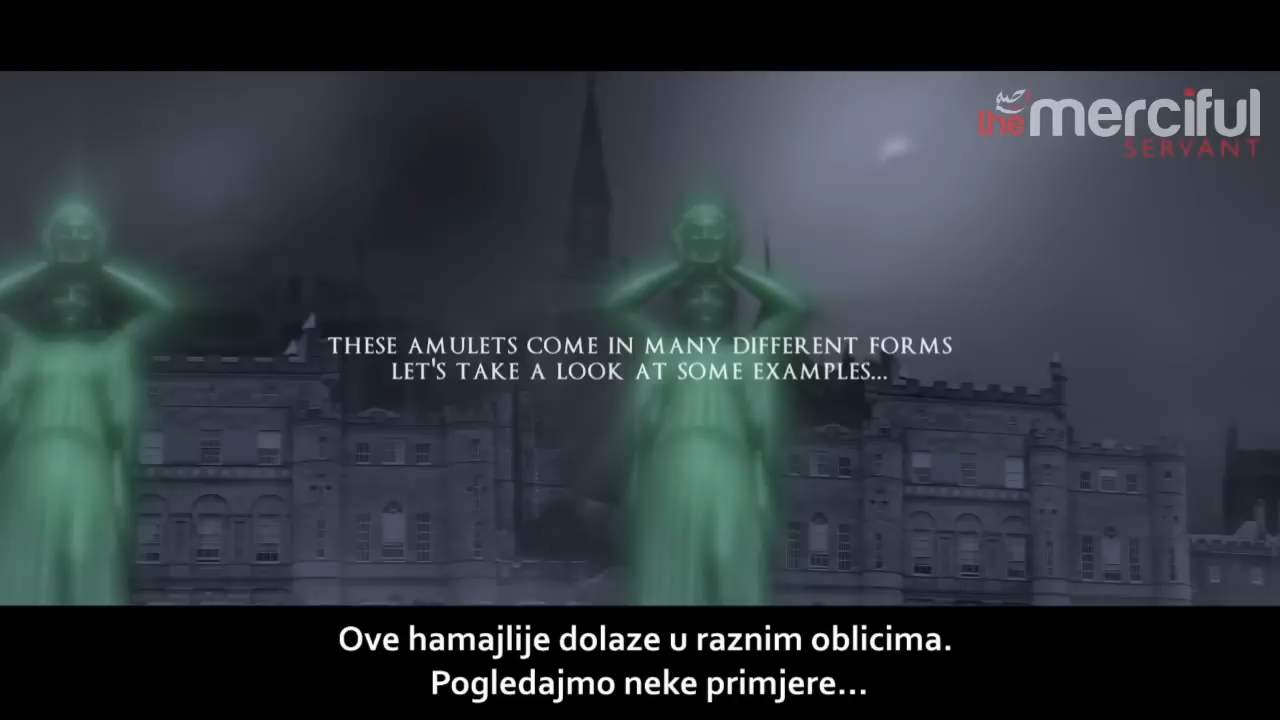 the merciful
SERVANT
THESE AMULETS COME IN MANY DIFFERENT FORMS
LET'S TAKE A LOOK AT SOME EXAMPLES...
Ove hamajlije dolaze u raznim oblicima.
Pogledajmo neke primjere...